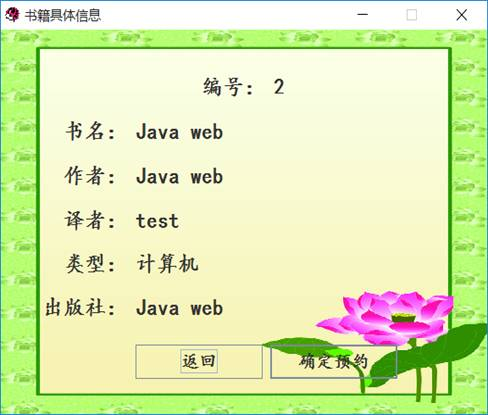 书籍具体信息
编号： 2
书名： Java web
作者： Java web
译者： test
类型： 计算机
出版社： Java web
返回 确定预约